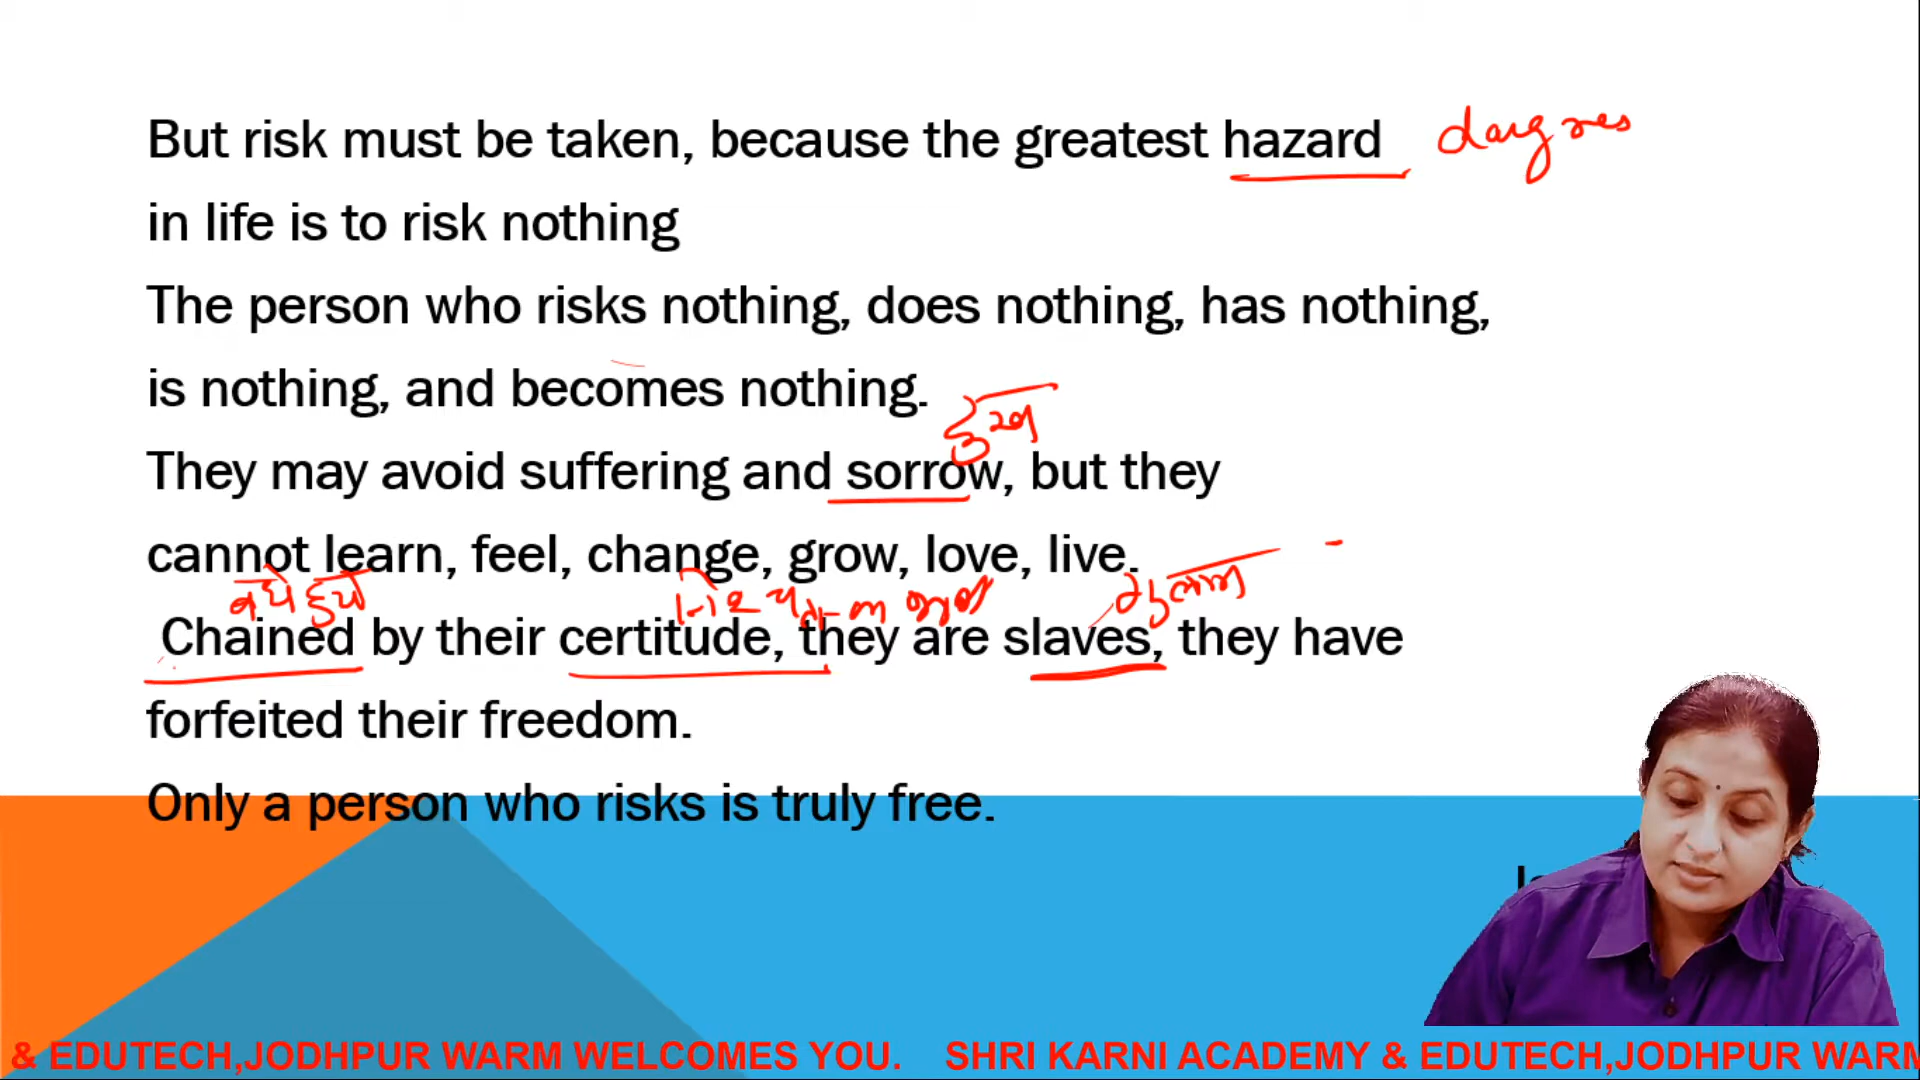 But risk must be taken, because the greatest hazard
in life is to risk nothing
The person who risks nothing, does nothing, has nothing,
is nothing, and becomes nothing.
They may avoid suffering and sorrow, but they
cannot learn, feel, change, grow, love, live.
Chained by their certitude, they are slaves, they have
forfeited their freedom.
Only a person who risks is truly free.
& EDUTECH,JODHPUR WARM WELCOMES YOU. SHRI KARNI ACADEMY & EDUTECH,JODHPUR WARM